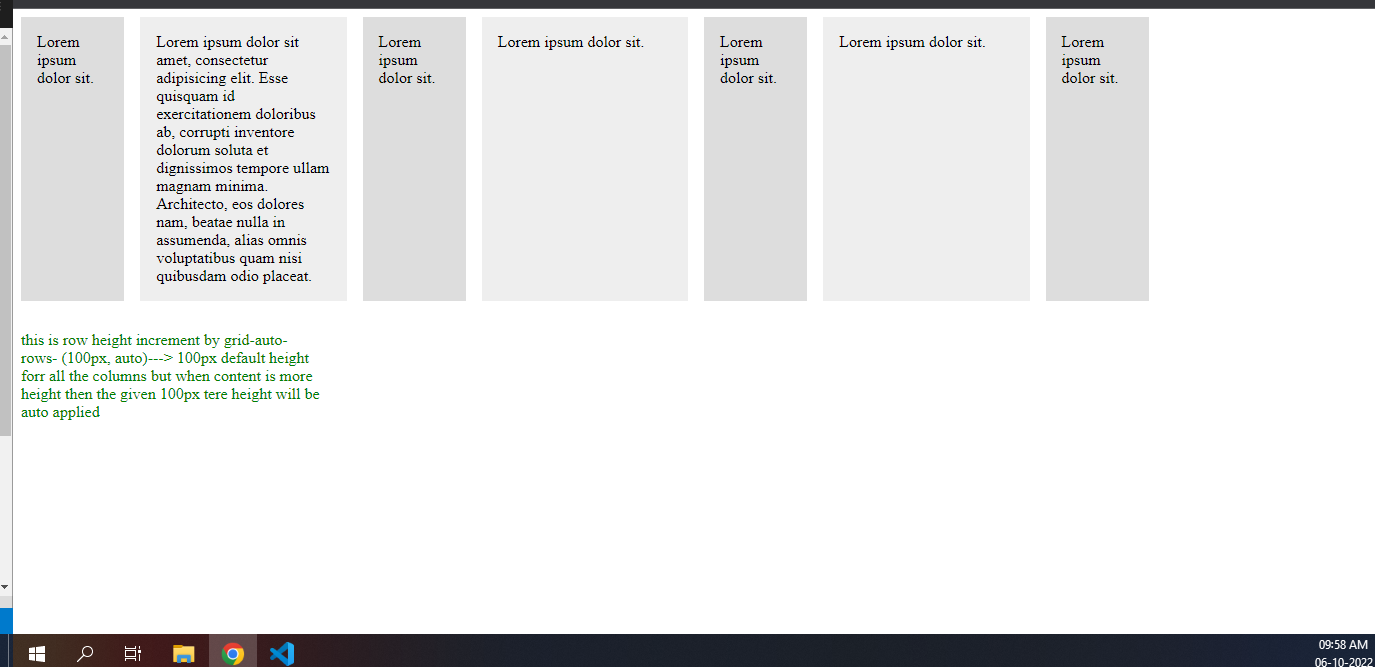 Lorem
ipsum
dolor sit.
Lorem ipsum dolor sit
amet, consectetur
adipisicing elit. Esse
quisquam id
exercitationem doloribus
ab, corrupti inventore
dolorum soluta et
dignissimos tempore ullam
magnam minima.
Architecto, eos dolores
nam, beatae nulla in
assumenda, alias omnis
voluptatibus quam nisi
quibusdam odio placeat.
Lorem
ipsum
dolor sit.
Lorem ipsum dolor sit.
Lorem
ipsum
dolor sit.
Lorem ipsum dolor sit.
Lorem
ipsum
dolor sit.
this is row height increment by grid-auto-
rows- (100px, auto)---> 100px default height
forr all the columns but when content is more
height then the given 100px tere height will be
auto applied
09:58 AM
06-10-2022